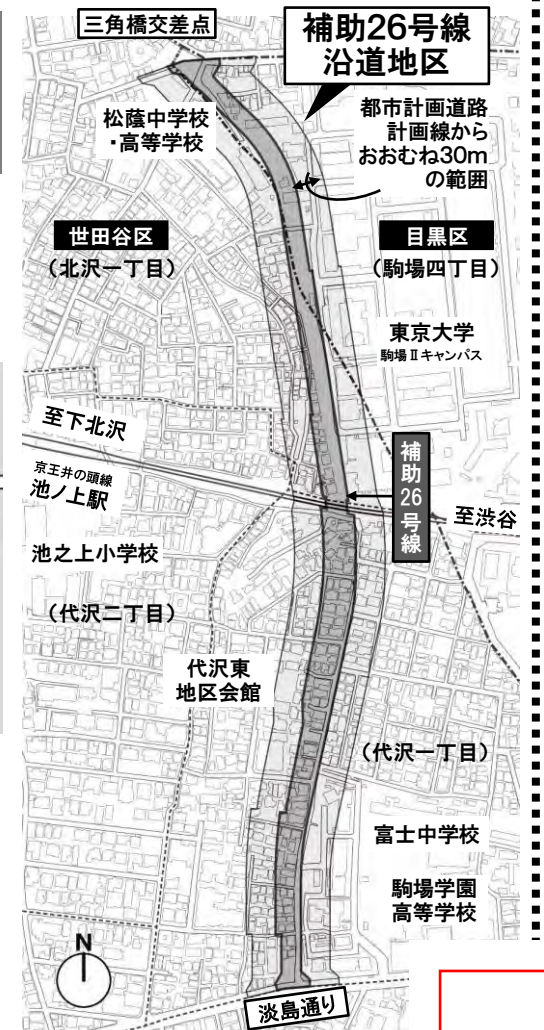 三角橋交差点
補助26号線
沿道地区
都市計画道路
計画線から
おおむね30m
の範囲
松蔭中学校
・高等学校
世田谷区
（北沢一丁目）
目黒区
（駒場四丁目）
東京大学
駒場Ⅱキャンパス
至下北沢
京王井の頭線
池ノ上駅
補助26号線
至渋谷
池之上小学校
（代沢二丁目）
代沢東
地区会館
（代沢一丁目）
富士中学校
駒場学園
高等学校
N
淡島通り